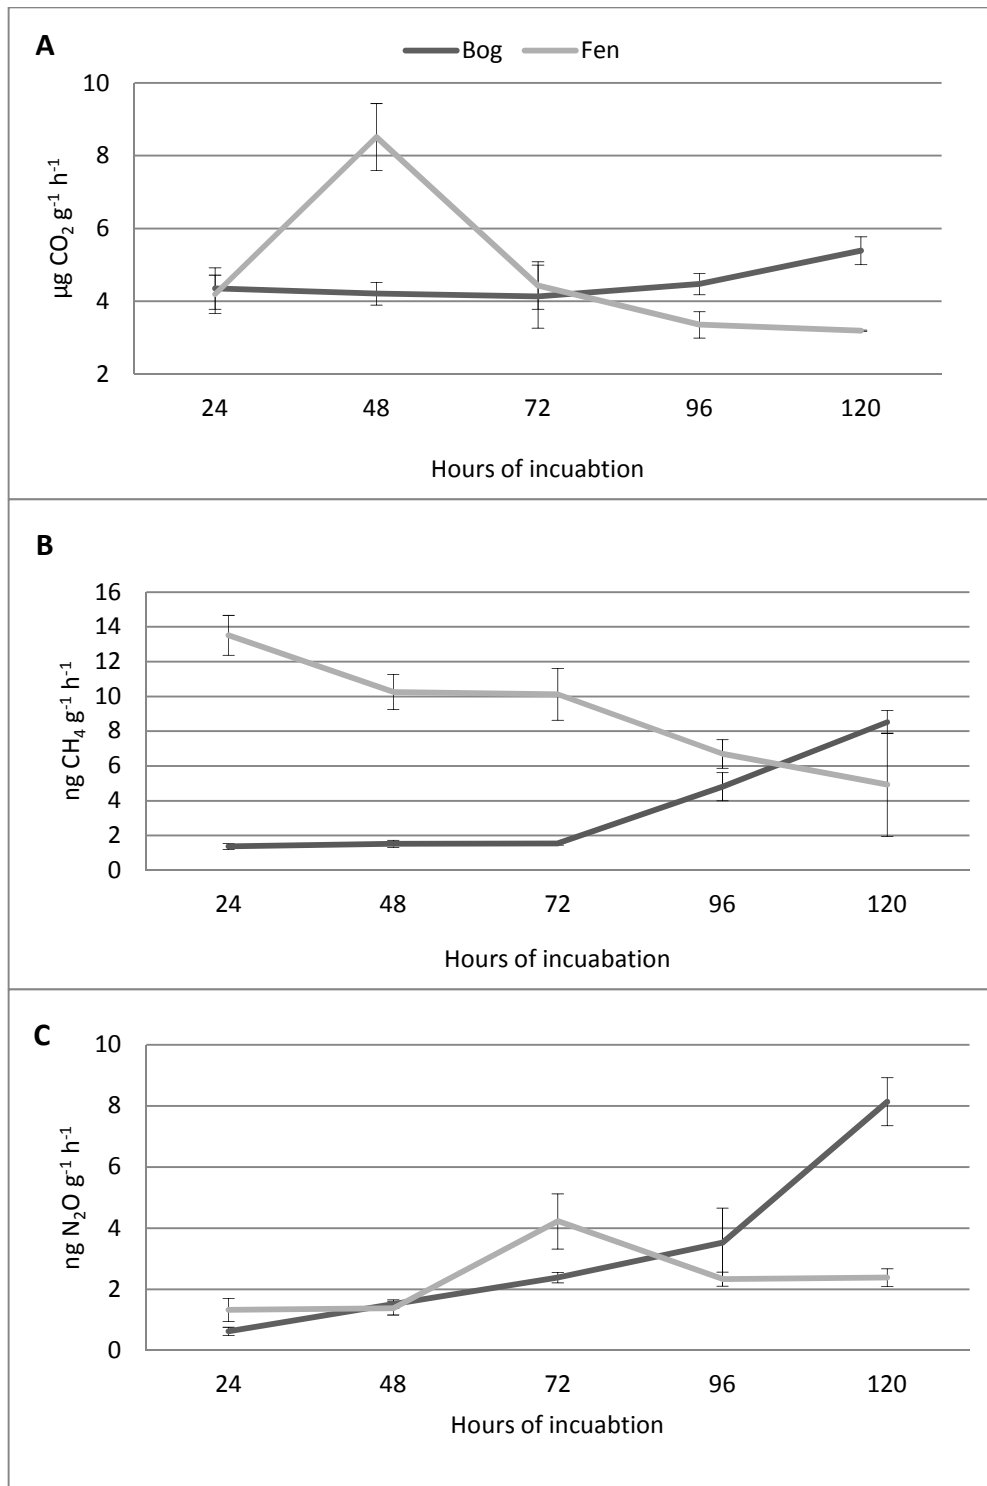 A
Bog Fen
10
8
6
4
2
µg CO₂ g⁻¹ h⁻¹
24 48 72 96 120
Hours of incuabtion
B
16
14
12
10
8
6
4
2
0
ng CH₄ g⁻¹ h⁻¹
24 48 72 96 120
Hours of incuabation
C
10
8
6
4
2
0
ng N₂O g⁻¹ h⁻¹
24 48 72 96 120
Hours of incuabtion